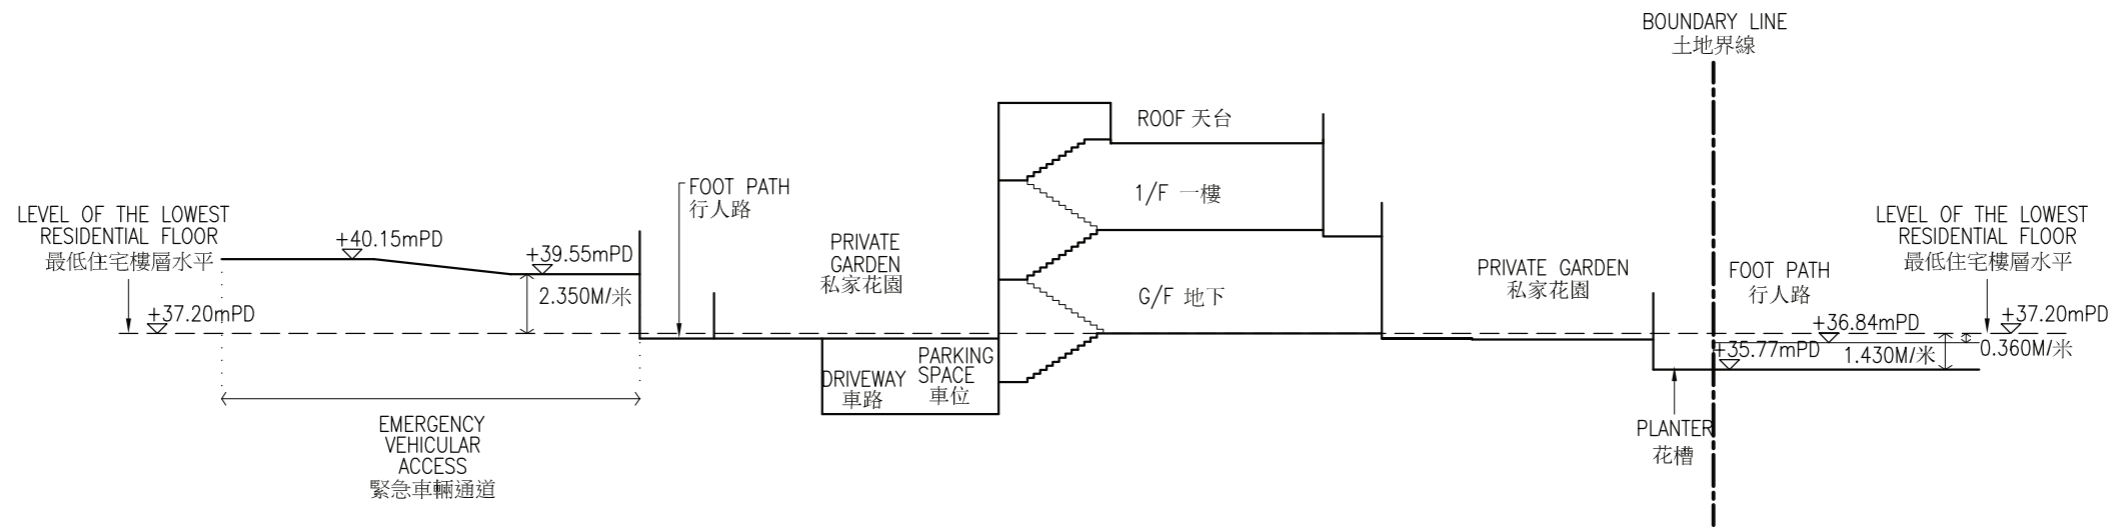 BOUNDARY LINE
土地界線
ROOF 天台
1/F 一樓
G/F 地下
FOOT PATH
行人路
LEVEL OF THE LOWEST
RESIDENTIAL FLOOR
最低住宅樓層水平
+40.15mPD
+39.55mPD
2.350M/米
+37.20mPD
PRIVATE
GARDEN
私家花園
DRIVEWAY
車路
PARKING
SPACE
車位
EMERGENCY
VEHICULAR
ACCESS
緊急車輛通道
PRIVATE GARDEN
私家花園
FOOT PATH
行人路
LEVEL OF THE LOWEST
RESIDENTIAL FLOOR
最低住宅樓層水平
+37.20mPD
+36.84mPD
+35.77mPD
1.430M/米
0.360M/米
PLANTER
花槽